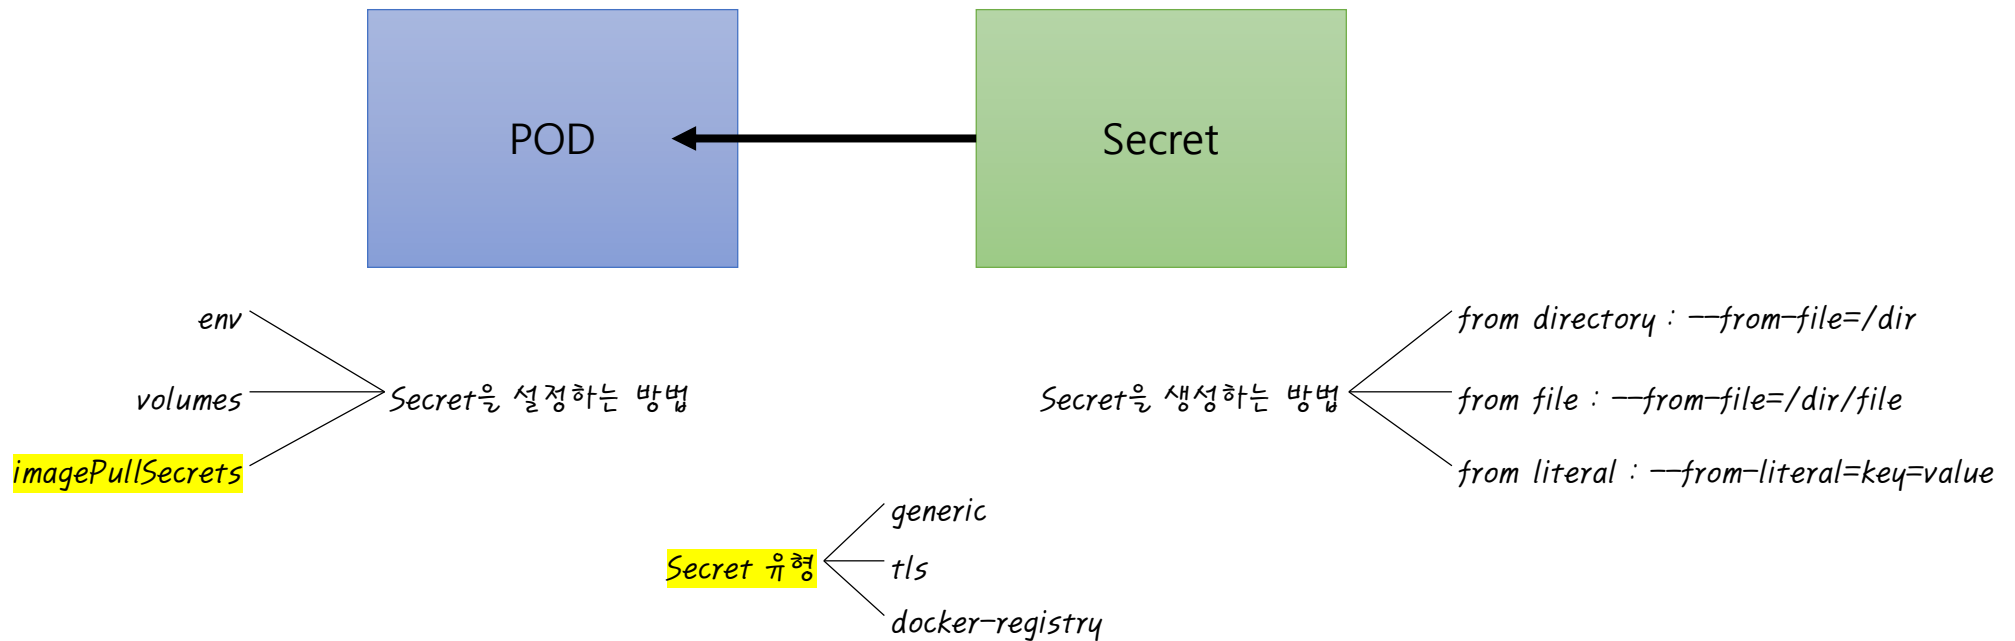 POD
Secret
env
volumes
imagePullSecrets
Secret을 설정하는 방법
Secret을 생성하는 방법
from directory : --from-file=/dir
from file : --from-file=/dir/file
from literal : --from-literal=key=value
Secret 유형
generic
tls
docker-registry